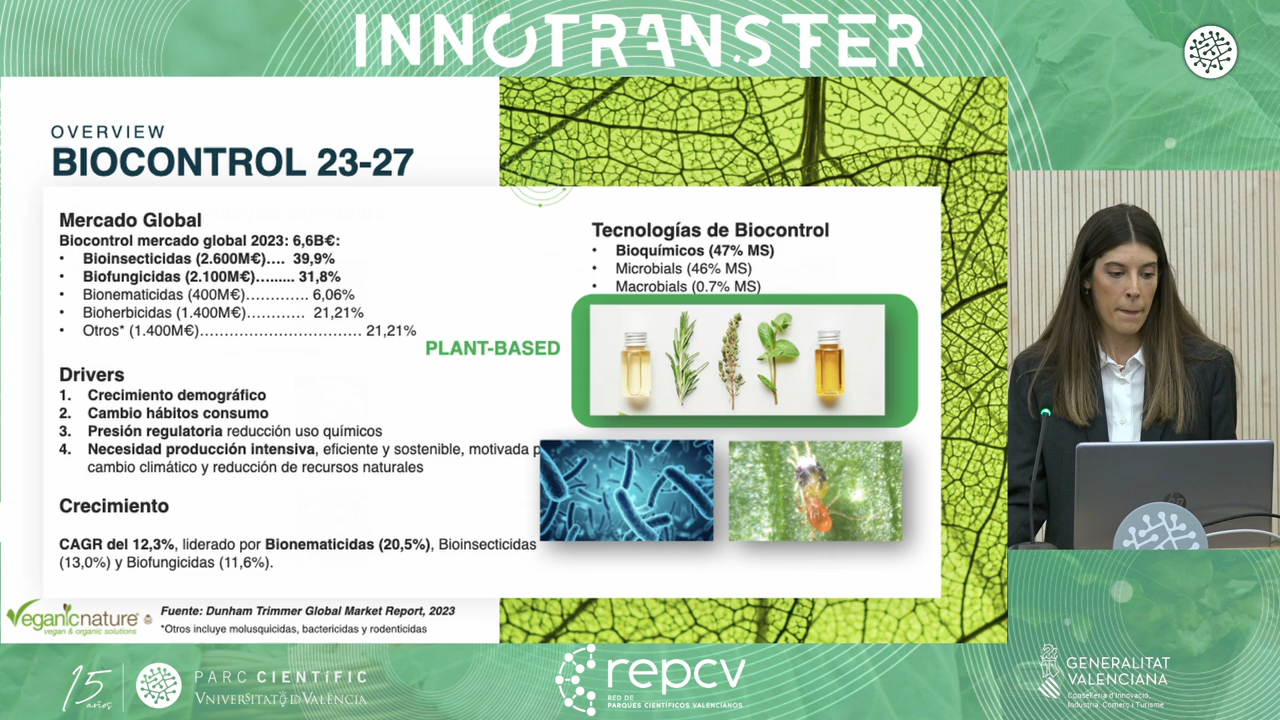 INNOTRANSFER
OVERVIEW
BIOCONTROL 23-27
Mercado Global
Biocontrol mercado global 2023: 6,6B€:
• Bioinsecticidas (2.600M€).... 39,9%
• Biofungicidas (2.100M€)......... 31,8%
• Bionematicidas (400M€)............. 6,06%
• Bioherbicidas (1.400M€)............ 21,21%
• Otros* (1.400M€)................................... 21,21%
PLANT-BASED
Drivers
1. Crecimiento demográfico
2. Cambio hábitos consumo
3. Presión regulatoria reducción uso químicos
4. Necesidad producción intensiva, eficiente y sostenible, motivada p
cambio climático y reducción de recursos naturales
Crecimiento
CAGR del 12,3%, liderado por Bionematicidas (20,5%), Bioinsecticidas
(13,0%) y Biofungicidas (11,6%).
Tecnologías de Biocontrol
• Bioquímicos (47% MS)
• Microbials (46% MS)
• Macrobials (0.7% MS)
Veganicnature
vegan & organic solutions
Fuente: Dunham Trimmer Global Market Report, 2023
*Otros incluye molusquicidas, bactericidas y rodenticidas
hp
15 años
PARC CIENTÍFIC
VNIVERSITATQ ID VALÈNCIA
repcv
RED DE
PARQUES CIENTÍFICOS VALENCIANOS
GENERALITAT
VALENCIANA
Conselleria d'Innovació,
Indústria, Comerç i Turisme